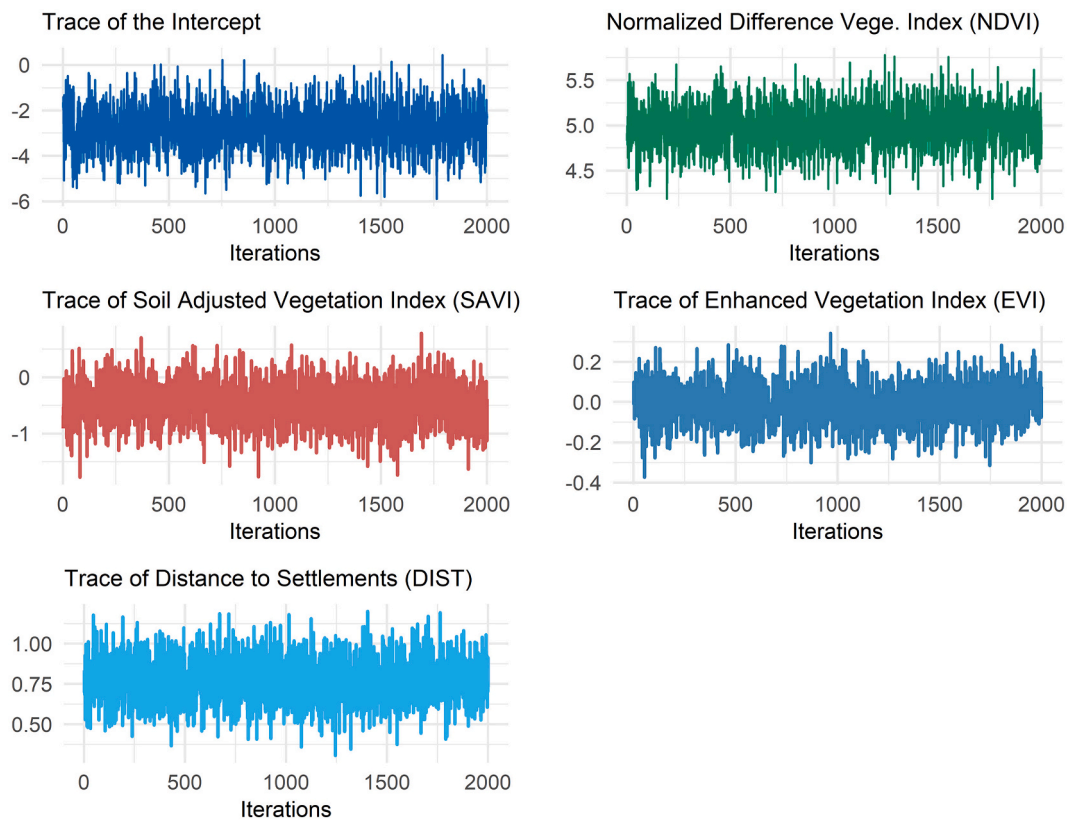 Trace of the Intercept
0
-2
-4
-6
0 500 1000 1500 2000
Iterations
Normalized Difference Vege. Index (NDVI)
5.5
5.0
4.5
0 500 1000 1500 2000
Iterations
Trace of Soil Adjusted Vegetation Index (SAVI)
0
-1
0 500 1000 1500 2000
Iterations
Trace of Enhanced Vegetation Index (EVI)
0.2
0.0
-0.2
-0.4
0 500 1000 1500 2000
Iterations
Trace of Distance to Settlements (DIST)
1.00
0.75
0.50
0 500 1000 1500 2000
Iterations